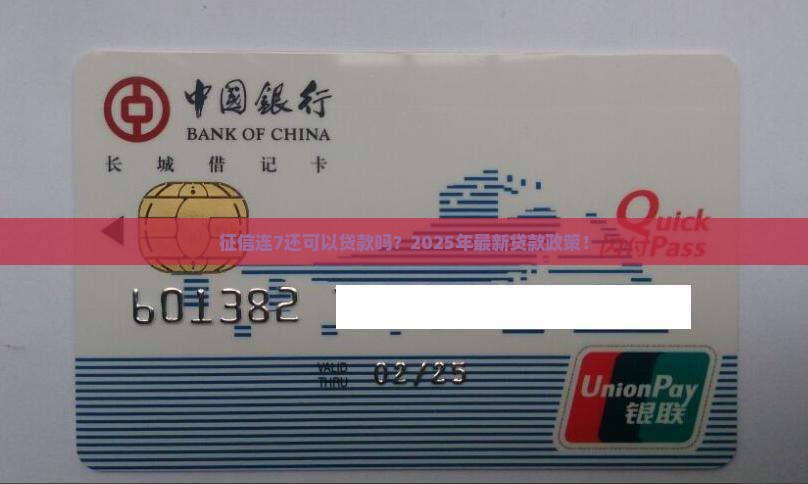 中國銀行
BANK OF CHINA
长城借记卡
Quick
闪付Pass
征信连7还可以贷款吗？2025年最新贷款政策！
601382
VALID
THRU
02/25
UnionPay
银联